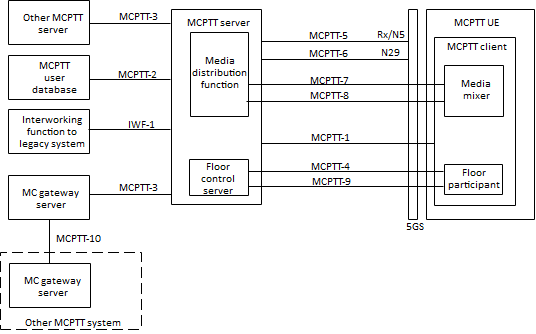 Other MCPTT
server
MCPTT-3
MCPTT server
MCPTT UE
MCPTT-5
Rx/N5
MCPTT client
MCPTT-6
N29
MCPTT
user
database
MCPTT-2
Media
distribution
function
MCPTT-7
MCPTT-8
Media
mixer
Interworking
function to
legacy system
IWF-1
MCPTT-1
Floor
control
server
MCPTT-4
MCPTT-9
Floor
participant
MC gateway
server
MCPTT-3
5GS
MCPTT-10
MC gateway
server
Other MCPTT system